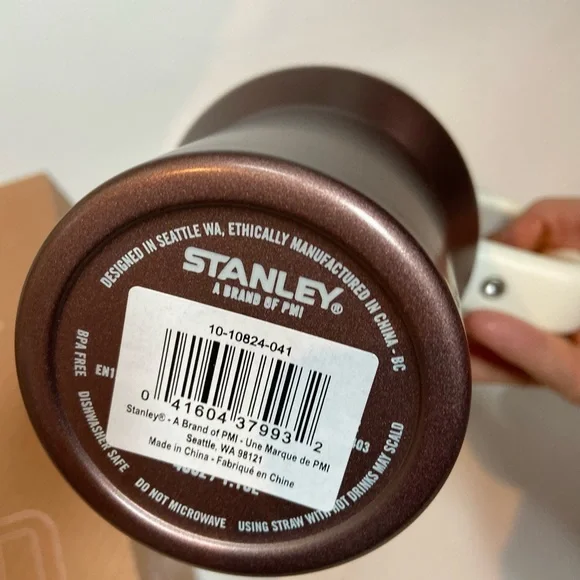 DESIGNED IN SEATTLE WA, ETHICALLY MANUFACTURED IN CHINA - BC
STANLEY®
A BRAND OF PMI
10-10824-041
0 41604 37993 2
Stanley® - A Brand of PMI - Une Marque de PMI
Seattle, WA 98121
Made in China - Fabriqué en Chine
BPA FREE
DISHWASHER SAFE
DO NOT MICROWAVE
USING STRAW WITH HOT DRINKS MAY SCALD